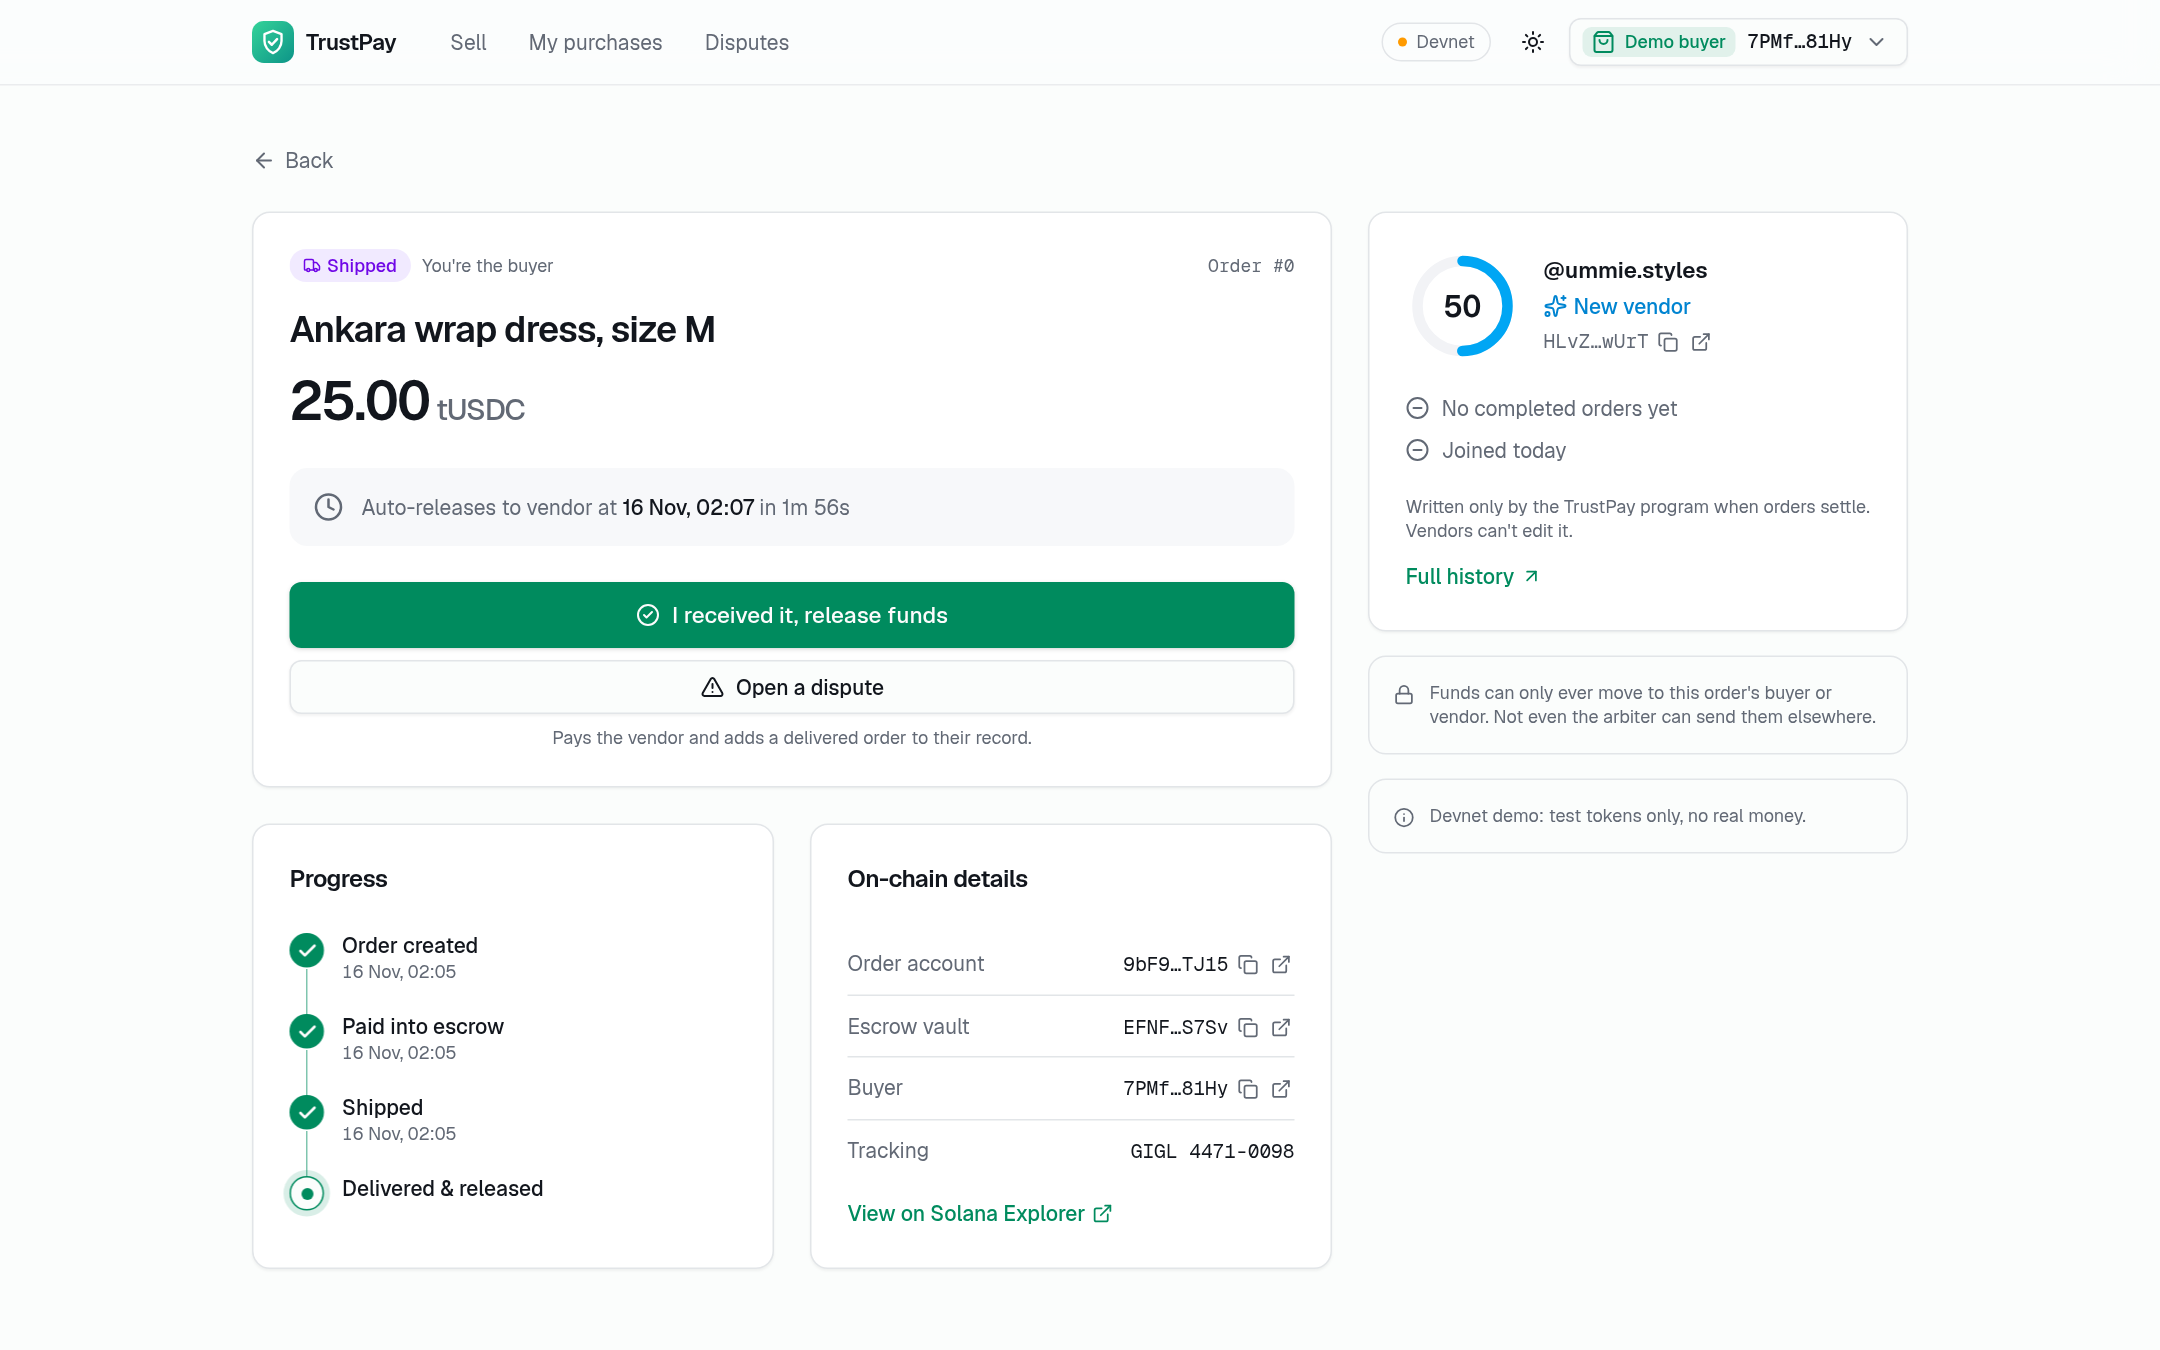 TrustPay
Sell
My purchases
Disputes
Devnet
Demo buyer
7PMf…81Hy
Back
Shipped
You're the buyer
Order #0
Ankara wrap dress, size M
25.00 tUSDC
Auto-releases to vendor at 16 Nov, 02:07 in 1m 56s
I received it, release funds
Open a dispute
Pays the vendor and adds a delivered order to their record.
50
@ummie.styles
New vendor
HLvZ…wUrT
No completed orders yet
Joined today
Written only by the TrustPay program when orders settle.
Vendors can't edit it.
Full history
Funds can only ever move to this order's buyer or
vendor. Not even the arbiter can send them elsewhere.
Devnet demo: test tokens only, no real money.
Progress
Order created
16 Nov, 02:05
Paid into escrow
16 Nov, 02:05
Shipped
16 Nov, 02:05
Delivered & released
On-chain details
Order account 9bF9…TJ15
Escrow vault EFNF…S7Sv
Buyer 7PMf…81Hy
Tracking GIGL 4471-0098
View on Solana Explorer